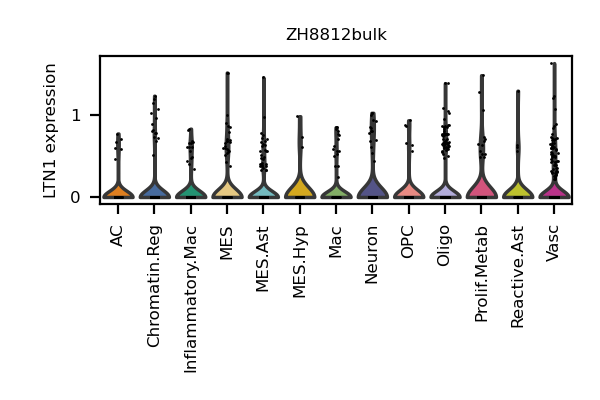 ZH8812bulk
LTN1 expression
1
0
AC
Chromatin.Reg
Inflammatory.Mac
MES
MES.Ast
MES.Hyp
Mac
Neuron
OPC
Oligo
Prolif.Metab
Reactive.Ast
Vasc